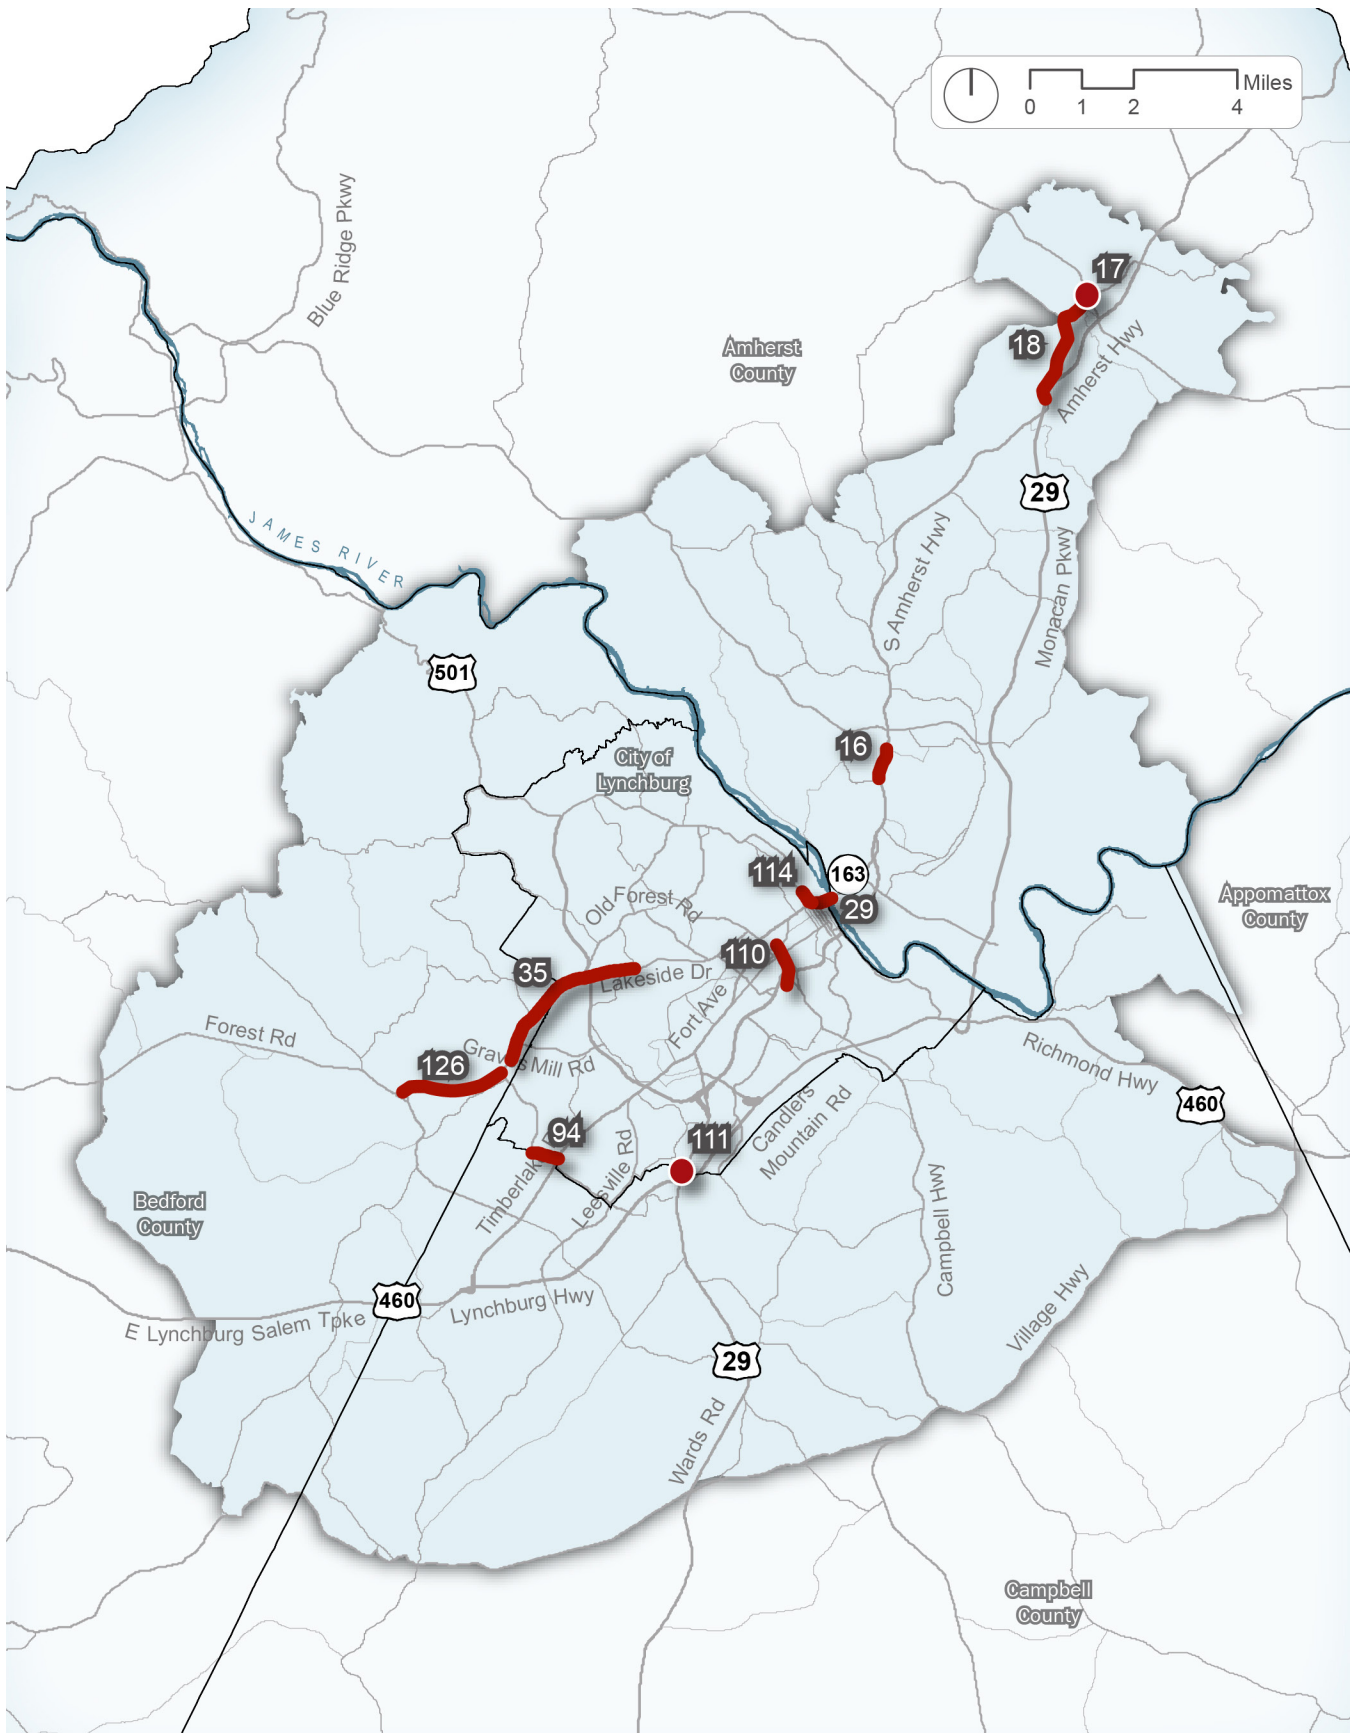 Miles
0 1 2 4
Blue Ridge Pkwy
17
18
Amherst Hwy
Amherst
County
29
S Amherst Hwy
Monacan Pkwy
JAMES RIVER
501
16
City of
Lynchburg
114
163
29
Old Forest Rd
Appomattox
County
110
35
Lakeside Dr
Fort Ave
Forest Rd
Graves Mill Rd
126
Richmond Hwy
460
94
111
Candlers
Mountain Rd
Timberlake
Leesville Rd
Bedford
County
Campbell Hwy
460
Lynchburg Hwy
E Lynchburg Salem Tpke
Village Hwy
29
Wards Rd
Campbell
County